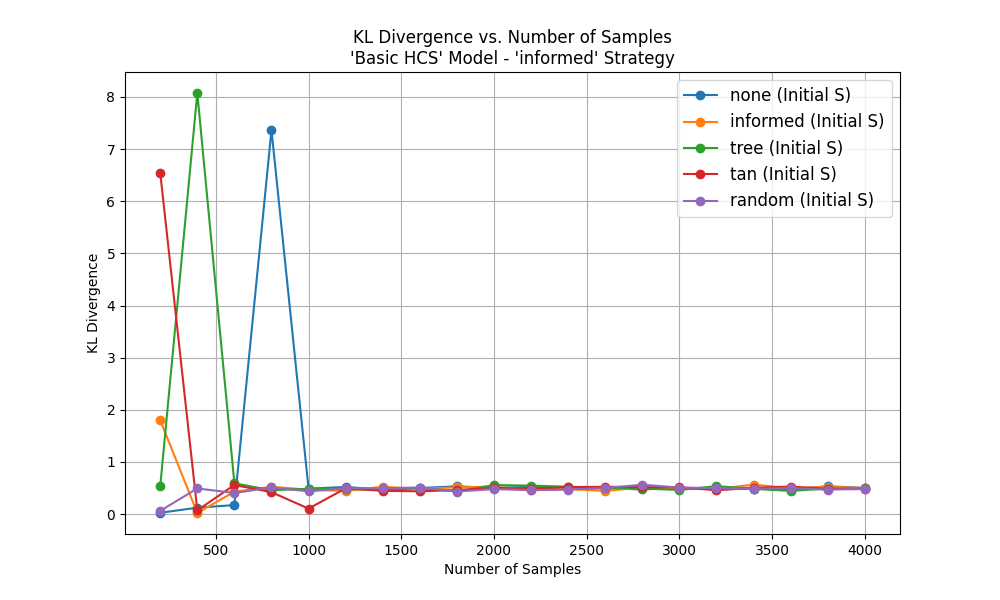 KL Divergence vs. Number of Samples
'Basic HCS' Model - 'informed' Strategy
KL Divergence
8
7
6
5
4
3
2
1
0
none (Initial S)
informed (Initial S)
tree (Initial S)
tan (Initial S)
random (Initial S)
500 1000 1500 2000 2500 3000 3500 4000
Number of Samples